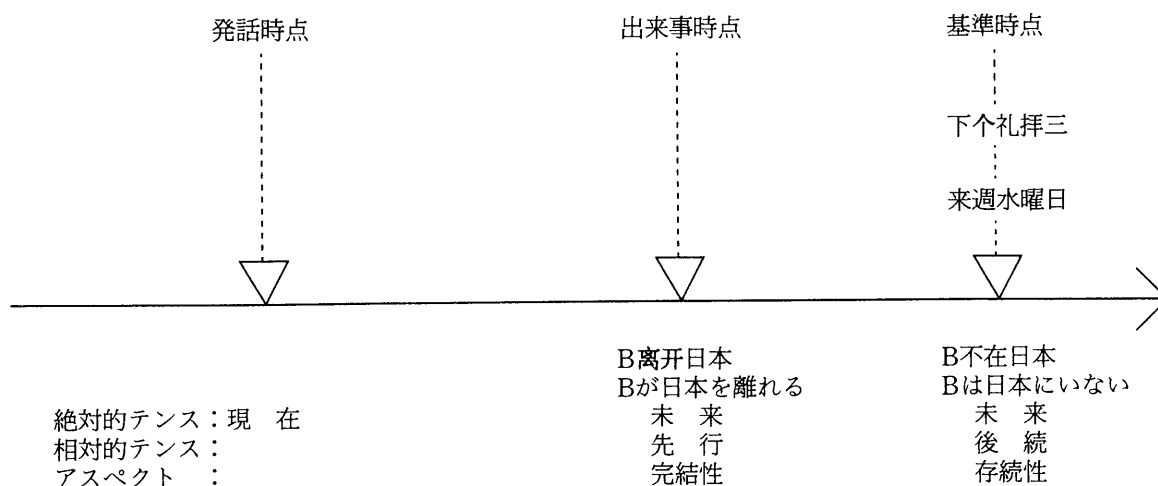 発話時点 出来事時点 基準時点
下个礼拝三
来週水曜日
B离开日本 B不在日本
Bが日本を離れる Bは日本にいない
絶対的テンス：現　在 未　来 未　来
相対的テンス： 先　行 後　続
アスペクト　： 完結性 存続性